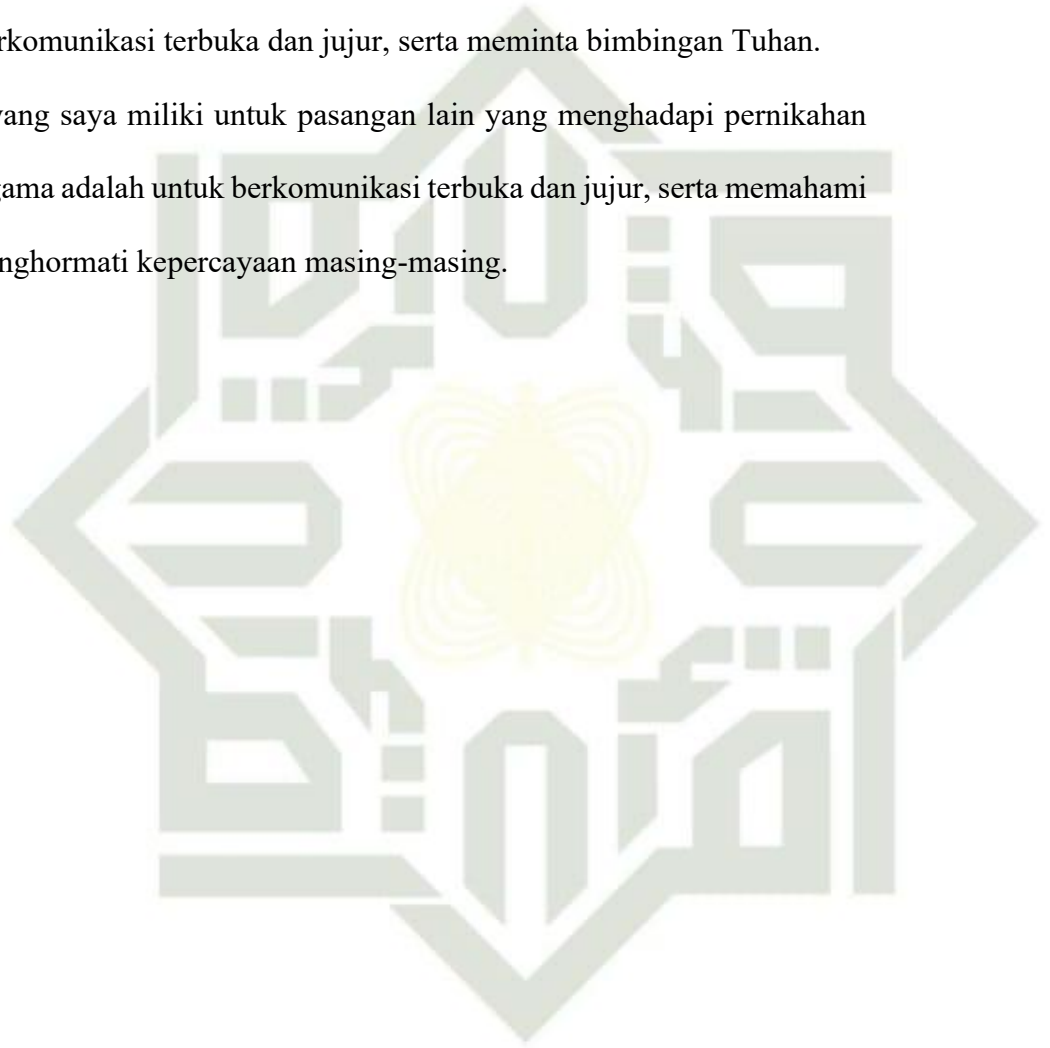 rkomunikasi terbuka dan jujur, serta meminta bimbingan Tuhan.
yang saya miliki untuk pasangan lain yang menghadapi pernikahan
gama adalah untuk berkomunikasi terbuka dan jujur, serta memahami
nghormati kepercayaan masing-masing.